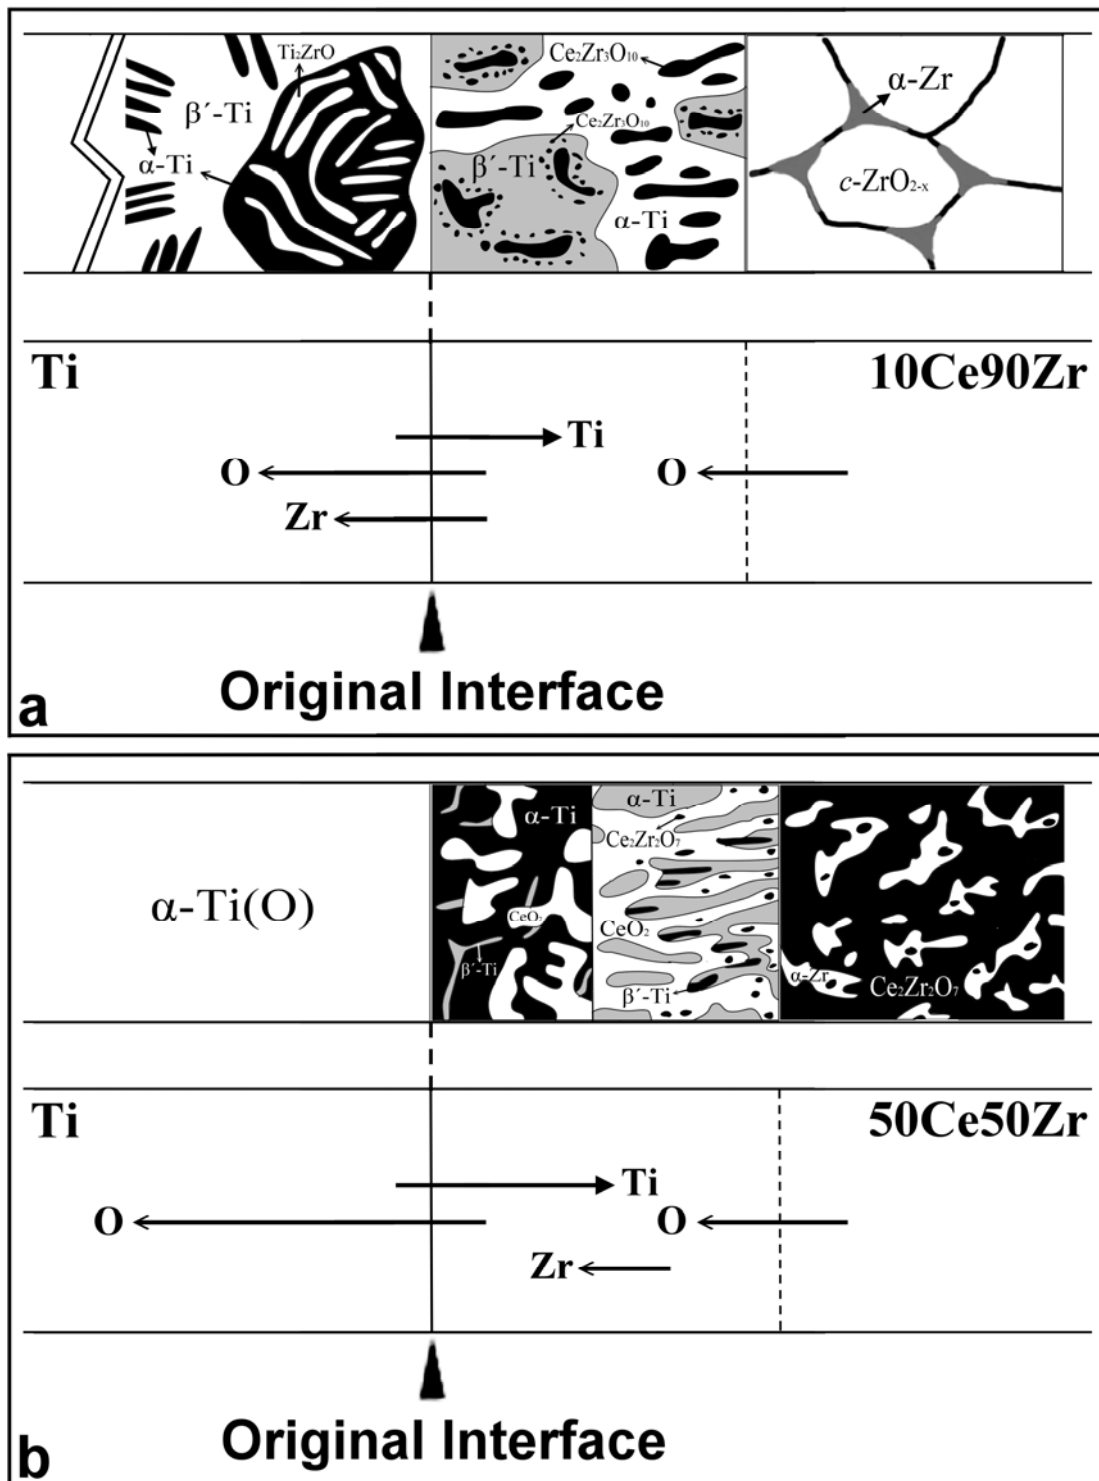 Ti₂ZrO
β´-Ti
α-Ti
Ce₂Zr₃O₁₀
Ce₂Zr₃O₁₀
β´-Ti
α-Ti
α-Zr
c-ZrO₂₋ₓ
Ti
10Ce90Zr
Ti
O
O
Zr
Original Interface
a
α-Ti(O)
α-Ti
CeO₂
β´-Ti
α-Ti
Ce₂Zr₂O₇
CeO₂
β´-Ti
α-Zr
Ce₂Zr₂O₇
Ti
50Ce50Zr
Ti
O
O
Zr
Original Interface
b